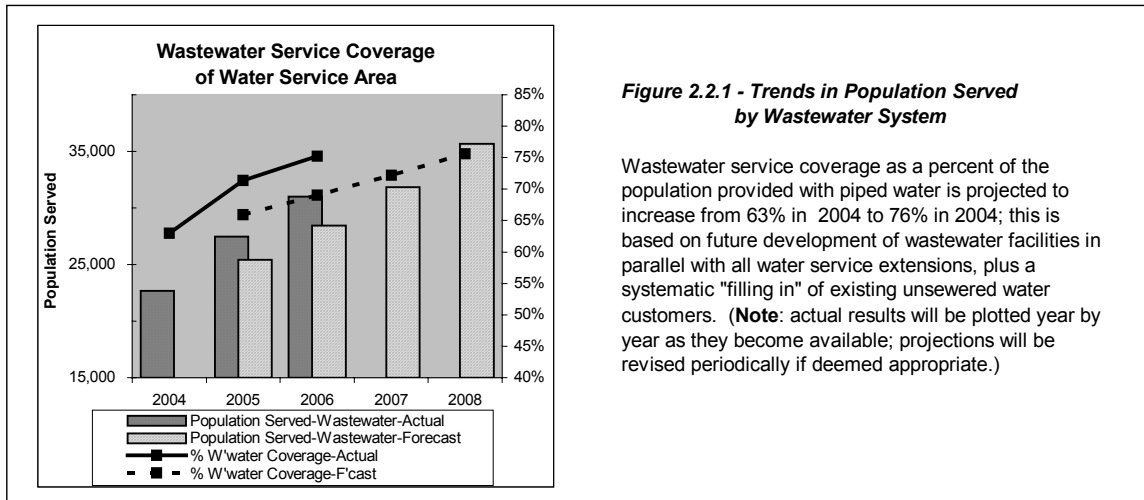 Wastewater Service Coverage
of Water Service Area
Population Served
35,000
25,000
15,000
85%
80%
75%
70%
65%
60%
55%
50%
45%
40%
2004 2005 2006 2007 2008
Population Served-Wastewater-Actual
Population Served-Wastewater-Forecast
% W'water Coverage-Actual
% W'water Coverage-F'cast
Figure 2.2.1 - Trends in Population Served
by Wastewater System
Wastewater service coverage as a percent of the
population provided with piped water is projected to
increase from 63% in 2004 to 76% in 2004; this is
based on future development of wastewater facilities in
parallel with all water service extensions, plus a
systematic "filling in" of existing unsewered water
customers. (Note: actual results will be plotted year by
year as they become available; projections will be
revised periodically if deemed appropriate.)